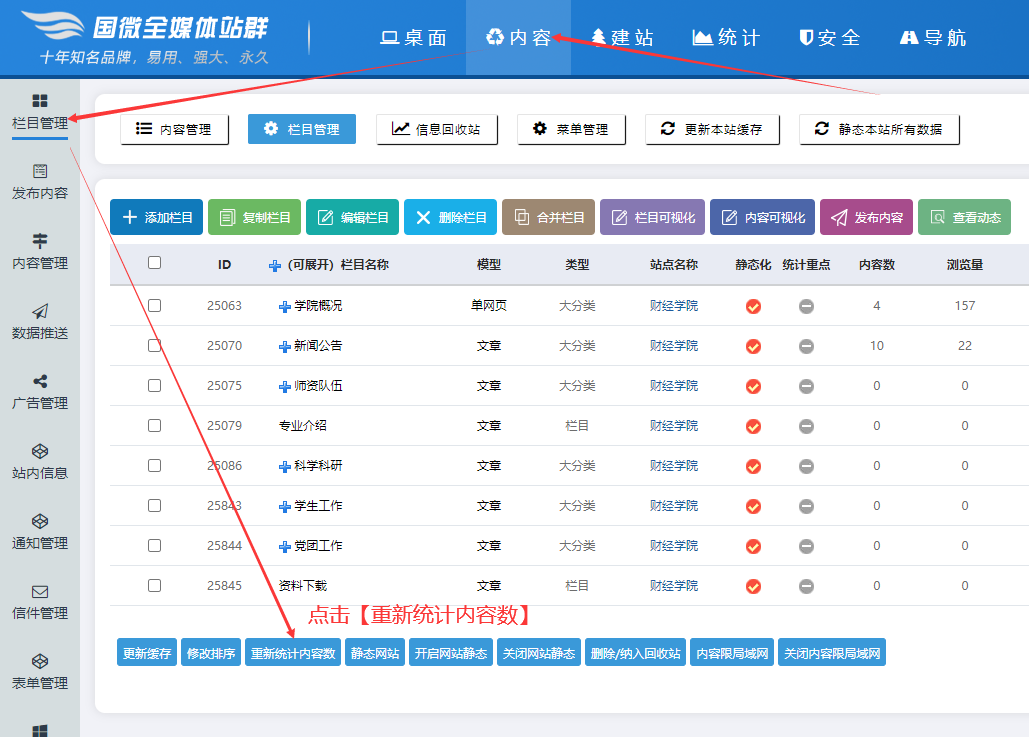 国微全媒体站群
十年知名品牌，易用、强大、永久
桌面 内容 建站 统计 安全 导航
栏目管理
发布内容
内容管理
数据推送
广告管理
站内信息
通知管理
信件管理
表单管理
内容管理 栏目管理 信息回收站 菜单管理 更新本站缓存 静态本站所有数据
添加栏目 复制栏目 编辑栏目 删除栏目 合并栏目 栏目可视化 内容可视化 发布内容 查看动态
ID (可展开) 栏目名称 模型 类型 站点名称 静态化 统计重点 内容数 浏览量
25063 学院概况 单网页 大分类 财经学院 4 157
25070 新闻公告 文章 大分类 财经学院 10 22
25075 师资队伍 文章 大分类 财经学院 0 0
25079 专业介绍 文章 栏目 财经学院 0 0
25086 科学科研 文章 大分类 财经学院 0 0
25843 学生工作 文章 大分类 财经学院 0 0
25844 党团工作 文章 大分类 财经学院 0 0
25845 资料下载 文章 栏目 财经学院 0 0
点击【重新统计内容数】
更新缓存 修改排序 重新统计内容数 静态网站 开启网站静态 关闭网站静态 删除/纳入回收站 内容限局域网 关闭内容限局域网